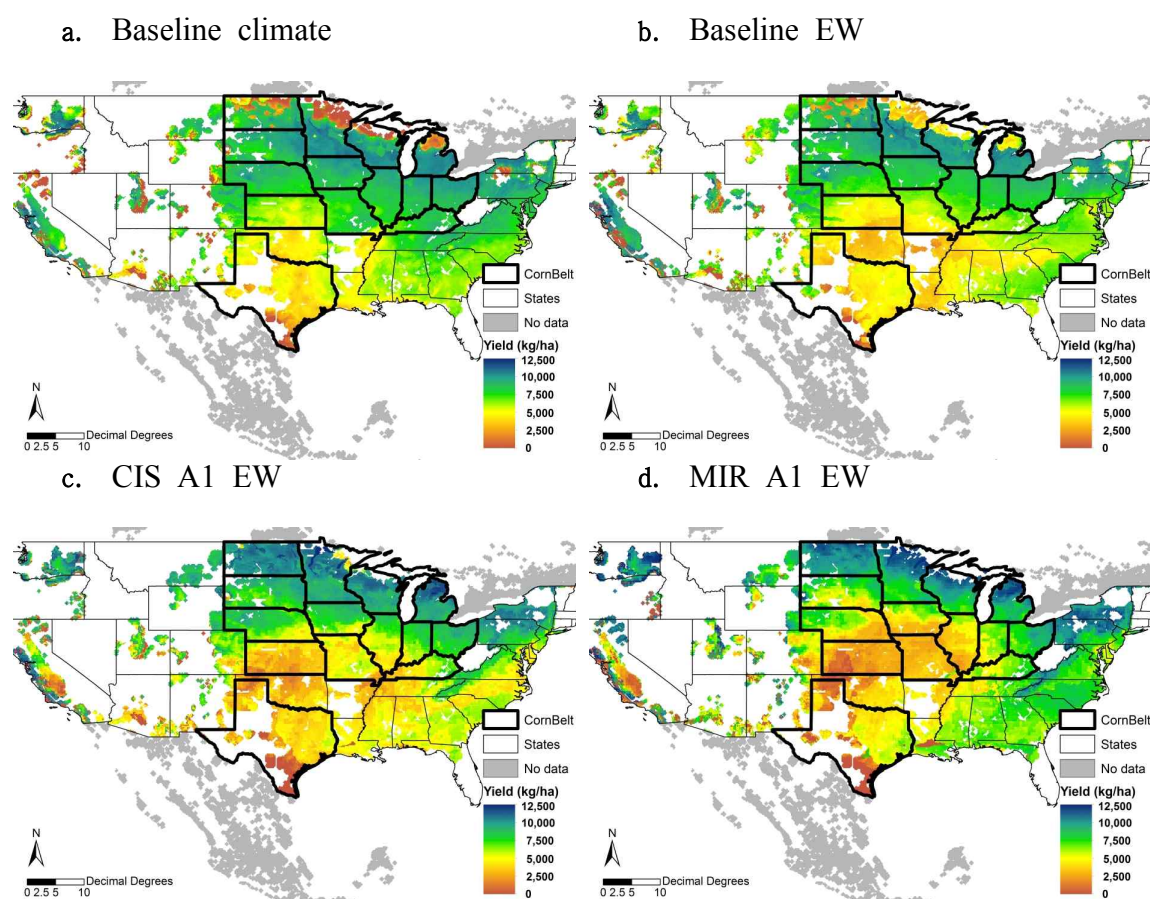 a. Baseline climate
b. Baseline EW
CornBelt
States
No data
Yield (kg/ha)
12,500
10,000
7,500
5,000
2,500
0
N
Decimal Degrees
0 2.5 5 10
CornBelt
States
No data
Yield (kg/ha)
12,500
10,000
7,500
5,000
2,500
0
N
Decimal Degrees
0 2.5 5 10
c. CIS A1 EW
d. MIR A1 EW
CornBelt
States
No data
Yield (kg/ha)
12,500
10,000
7,500
5,000
2,500
0
N
Decimal Degrees
0 2.5 5 10
CornBelt
States
No data
Yield (kg/ha)
12,500
10,000
7,500
5,000
2,500
0
N
Decimal Degrees
0 2.5 5 10